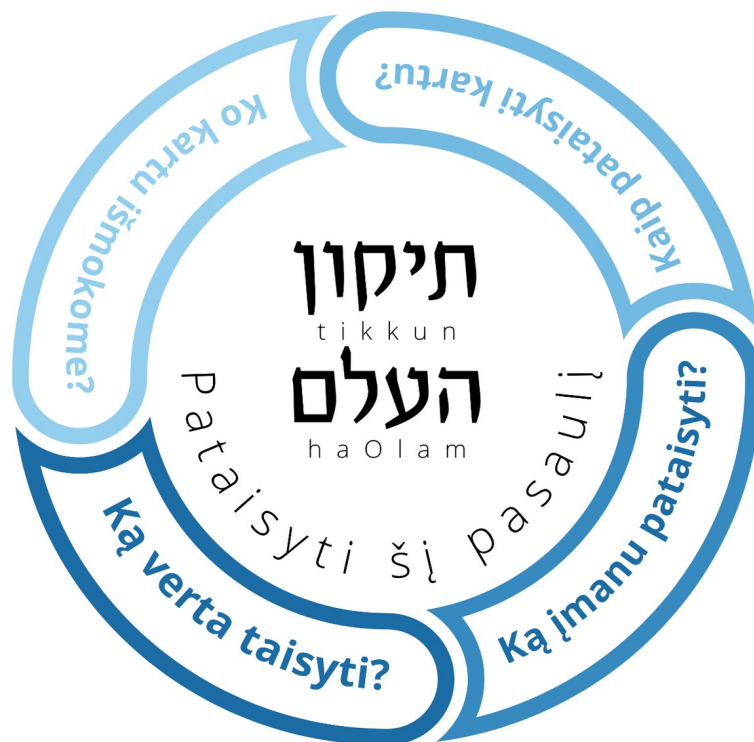 תיקון
tikkun
העלם
haOlam
Pataisyti šį pasaulį
Ką verta taisyti?
Ką įmanu pataisyti?
Kaip pataisyti kartu?
Ko kartu išmokome?